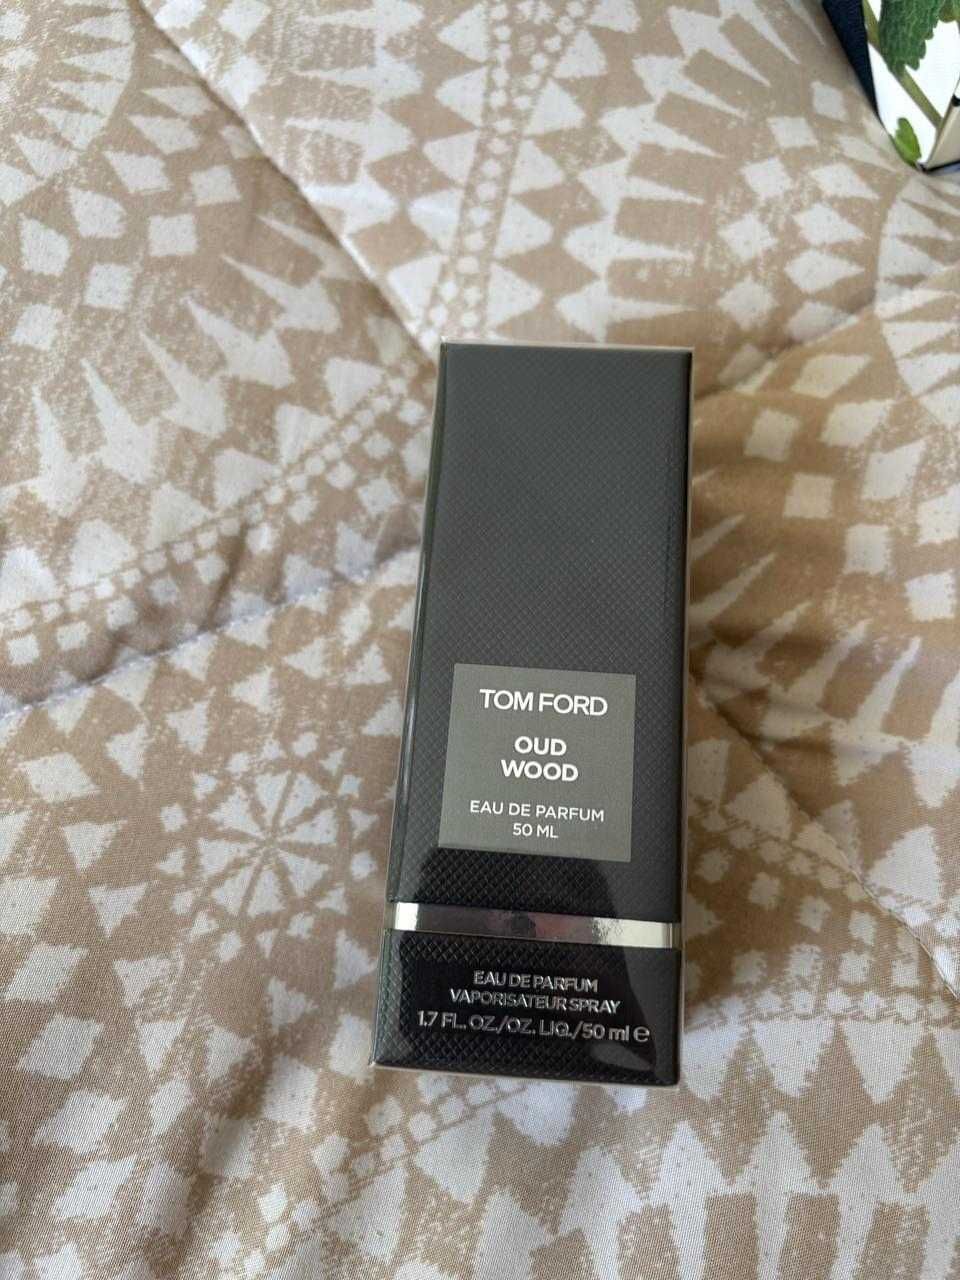 TOM FORD
OUD
WOOD
EAU DE PARFUM
50 ML
EAU DE PARFUM
VAPORISATEUR SPRAY
1.7 FL. OZ./OZ. LIQ./50 ml ℮